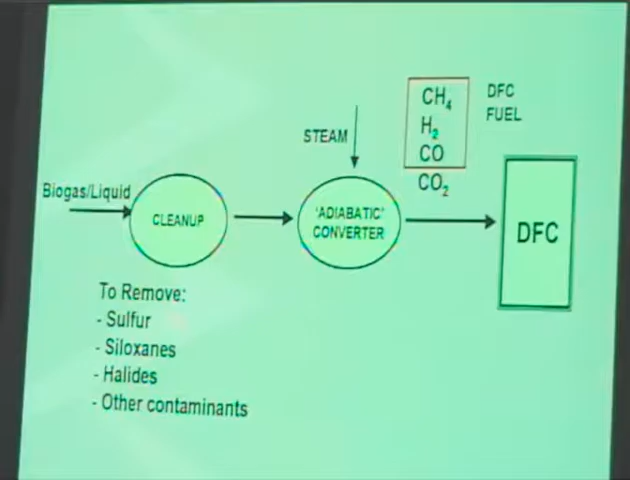 CH₄
H₂
CO
CO₂
DFC
FUEL
STEAM
Biogas/Liquid
CLEANUP
'ADIABATIC'
CONVERTER
DFC
To Remove:
- Sulfur
- Siloxanes
- Halides
- Other contaminants